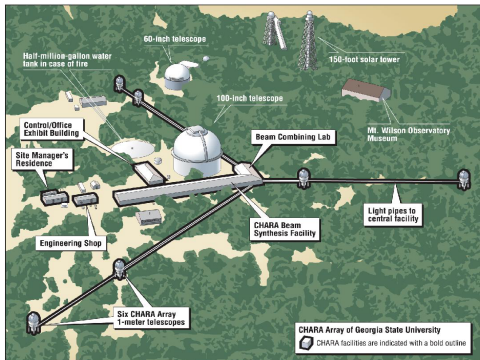 60-inch telescope
Half-million-gallon water
tank in case of fire
150-foot solar tower
100-inch telescope
Control/Office
Exhibit Building
Beam Combining Lab
Mt. Wilson Observatory
Museum
Site Manager's
Residence
Light pipes to
central facility
CHARA Beam
Synthesis Facility
Engineering Shop
Six CHARA Array
1-meter telescopes
CHARA Array of Georgia State University
CHARA facilities are indicated with a bold outline